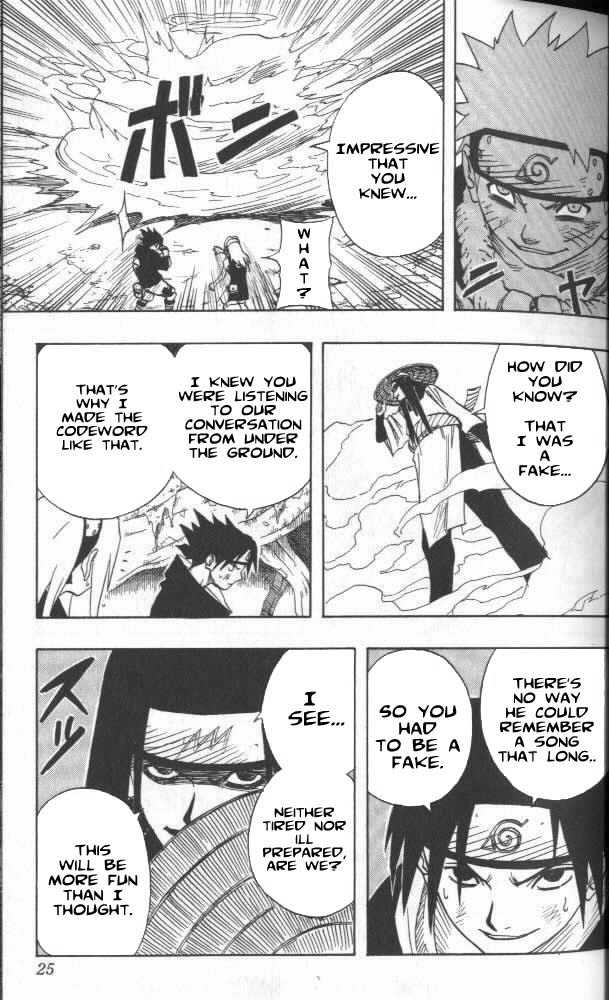 ニヤ
IMPRESSIVE
THAT
YOU
KNEW...
ボン
W
H
A
T
?
HOW DID
YOU
KNOW?
THAT
I WAS
A
FAKE...
I KNEW YOU
WERE LISTENING
TO OUR
CONVERSATION
FROM UNDER
THE GROUND.
THAT'S
WHY I
MADE THE
CODEWORD
LIKE THAT.
THERE'S
NO WAY
HE COULD
REMEMBER
A SONG
THAT LONG..
SO YOU
HAD
TO BE A
FAKE.
I
SEE...
NEITHER
TIRED NOR
ILL
PREPARED,
ARE WE?
スッ
THIS
WILL BE
MORE FUN
THAN I
THOUGHT.
25